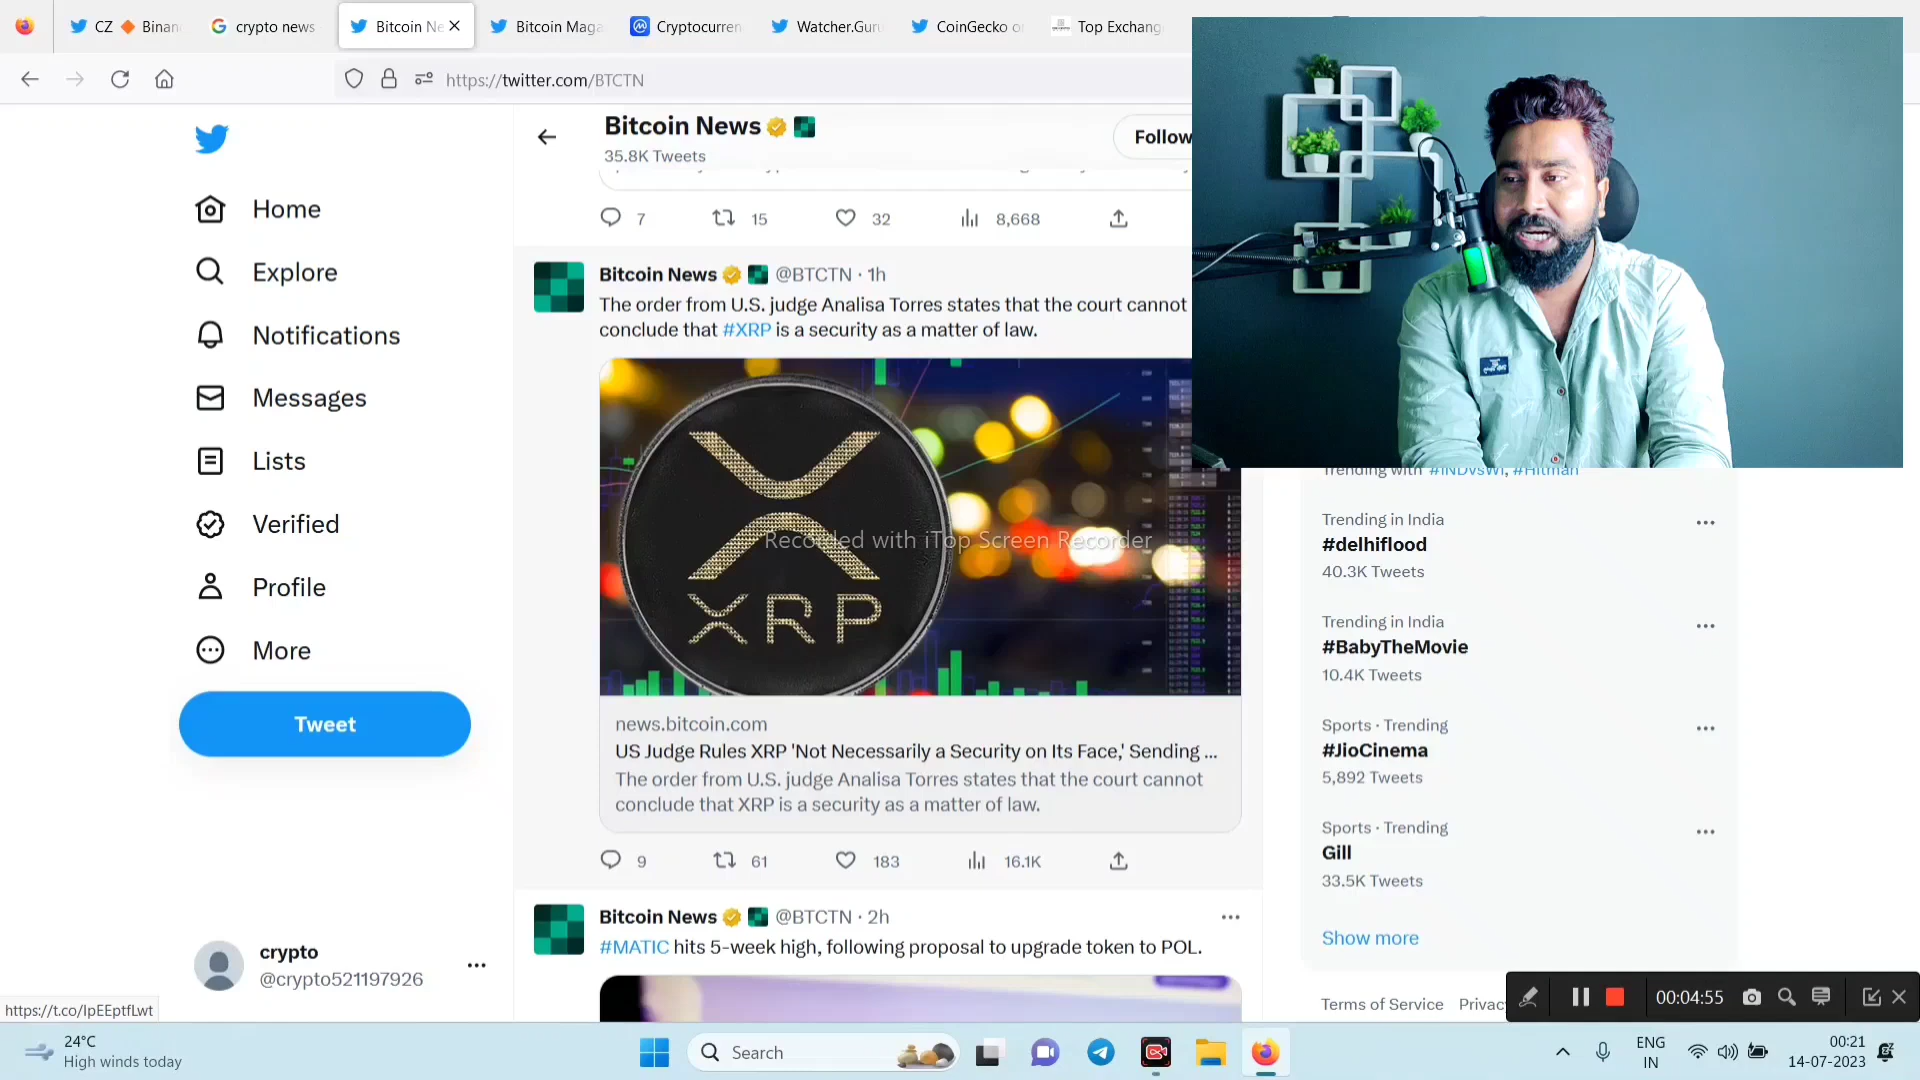 CZ 🔶 Binan
crypto news
Bitcoin Ne
Bitcoin Maga
Cryptocurren
Watcher.Guru
CoinGecko o
Top Exchang
https://twitter.com/BTCTN
Bitcoin News
35.8K Tweets
Follow
Home
Explore
Notifications
Messages
Lists
Verified
Profile
More
Tweet
crypto
@crypto521197926
7 15 32 8,668
Bitcoin News @BTCTN · 1h
The order from U.S. judge Analisa Torres states that the court cannot
conclude that #XRP is a security as a matter of law.
XRP
Recorded with iTop Screen Recorder
news.bitcoin.com
US Judge Rules XRP 'Not Necessarily a Security on Its Face,' Sending ...
The order from U.S. judge Analisa Torres states that the court cannot
conclude that XRP is a security as a matter of law.
9 61 183 16.1K
Bitcoin News @BTCTN · 2h
#MATIC hits 5-week high, following proposal to upgrade token to POL.
Trending with #INDvsWI, #Hitman
Trending in India
#delhiflood
40.3K Tweets
Trending in India
#BabyTheMovie
10.4K Tweets
Sports · Trending
#JioCinema
5,892 Tweets
Sports · Trending
Gill
33.5K Tweets
Show more
Terms of Service Privac
00:04:55
https://t.co/IpEEptfLwt
24°C
High winds today
Search
ENG
IN
00:21
14-07-2023